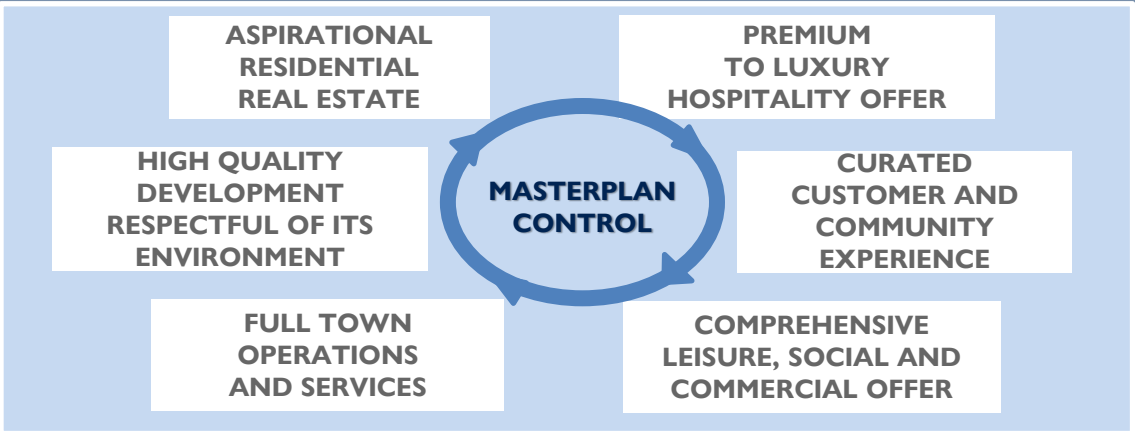 ASPIRATIONAL
RESIDENTIAL
REAL ESTATE
PREMIUM
TO LUXURY
HOSPITALITY OFFER
HIGH QUALITY
DEVELOPMENT
RESPECTFUL OF ITS
ENVIRONMENT
MASTERPLAN
CONTROL
CURATED
CUSTOMER AND
COMMUNITY
EXPERIENCE
FULL TOWN
OPERATIONS
AND SERVICES
COMPREHENSIVE
LEISURE, SOCIAL AND
COMMERCIAL OFFER